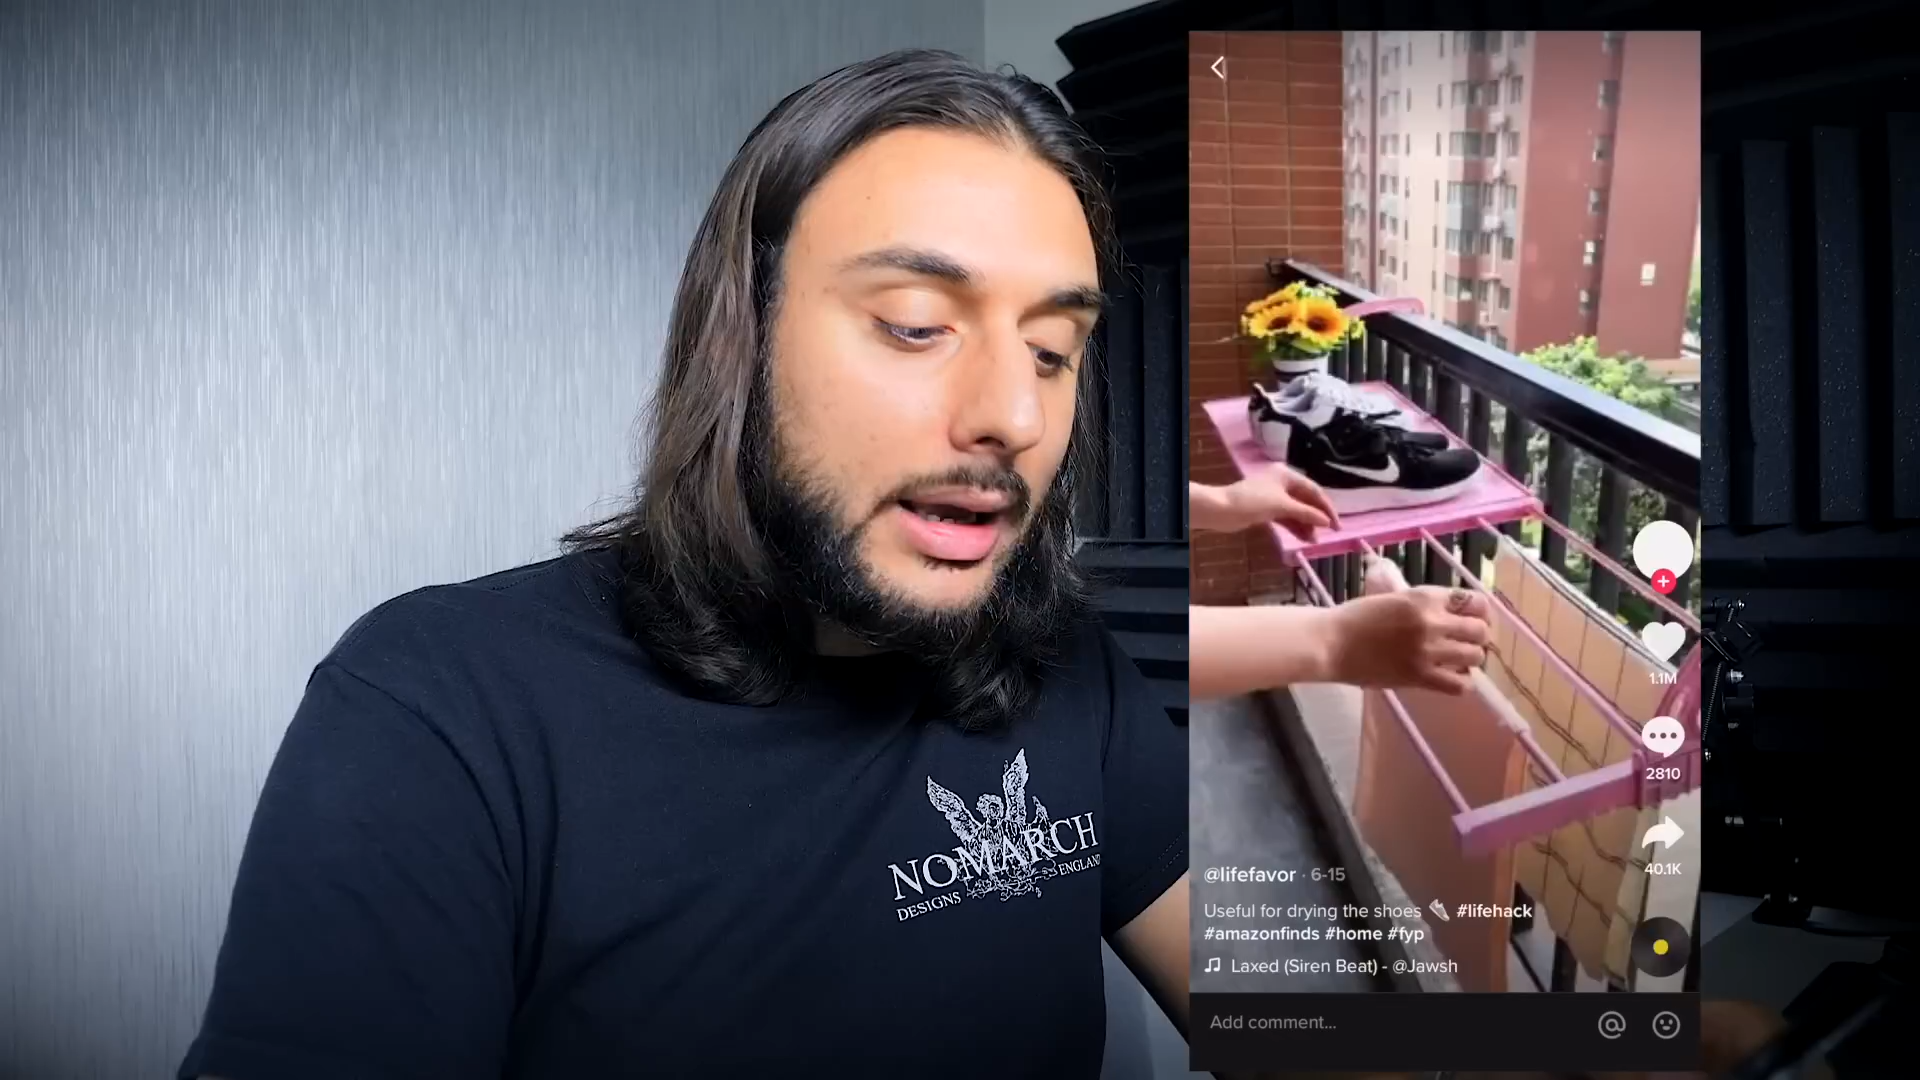 NOMARCH
DESIGNS
ENGLAND
1.1M
2810
40.1K
@lifefavor · 6-15
Useful for drying the shoes 👟 #lifehack
#amazonfinds #home #fyp
Laxed (Siren Beat) - @Jawsh
Add comment...